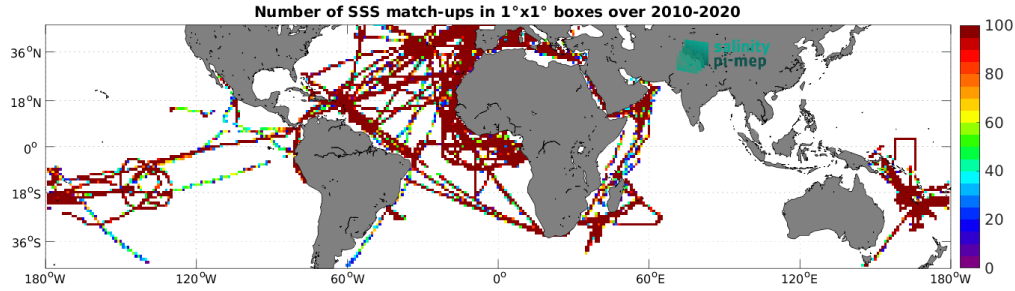 Number of SSS match-ups in 1°x1° boxes over 2010-2020
salinity
pi-mep
36°N
18°N
0°
18°S
36°S
180°W
120°W
60°W
0°
60°E
120°E
180°W
100
80
60
40
20
0